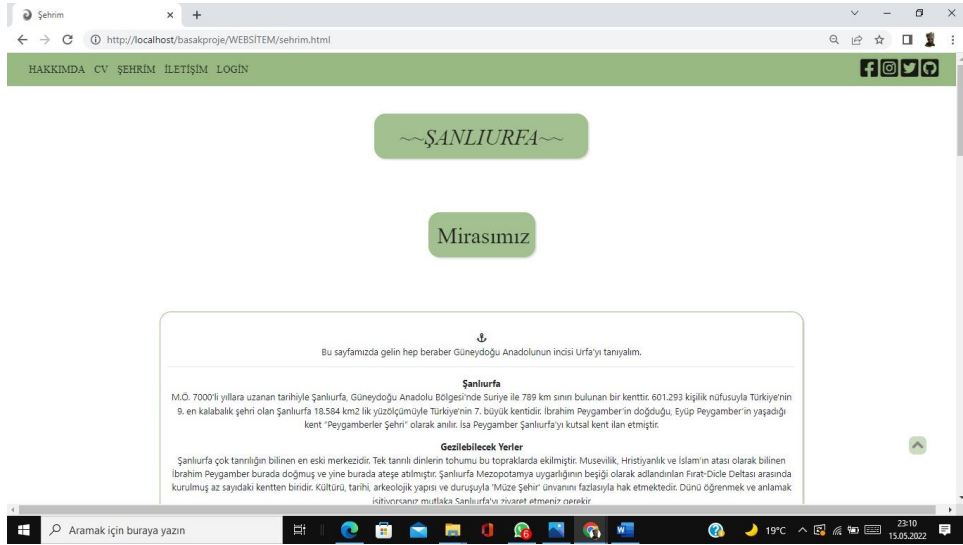 Şehrim
http://localhost/basakproje/WEBSİTEM/sehrim.html
HAKKIMDA CV ŞEHRİM İLETİŞİM LOGİN
~~ŞANLIURFA~~
Mirasımız
Bu sayfamızda gelin hep beraber Güneydoğu Anadolunun incisi Urfa'yı tanıyalım.
Şanlıurfa
M.Ö. 7000'li yıllara uzanan tarihiyle Şanlıurfa, Güneydoğu Anadolu Bölgesi'nde Suriye ile 789 km sınırı bulunan bir kenttir. 601.293 kişilik nüfusuyla Türkiye'nin
9. en kalabalık şehri olan Şanlıurfa 18.584 km2 lik yüzölçümüyle Türkiye'nin 7. büyük kentidir. İbrahim Peygamber'in doğduğu, Eyüp Peygamber'in yaşadığı
kent "Peygamberler Şehri" olarak anılır. İsa Peygamber Şanlıurfa'yı kutsal kent ilan etmiştir.
Gezilebilecek Yerler
Şanlıurfa çok tanrılığın bilinen en eski merkezidir. Tek tanrılı dinlerin tohumu bu topraklarda ekilmiştir. Musevilik, Hristiyanlık ve İslam'ın atası olarak bilinen
İbrahim Peygamber burada doğmuş ve yine burada ateşe atılmıştır. Şanlıurfa Mezopotamya uygarlığının beşiği olarak adlandırılan Fırat-Dicle Deltası arasında
kurulmuş az sayıdaki kentten biridir. Kültürü, tarihi, arkeolojik yapısı ve duruşuyla 'Müze Şehir' ünvanını fazlasıyla hak etmektedir. Dünü öğrenmek ve anlamak
istiyorsanız mutlaka Şanlıurfa'yı ziyaret etmeniz gerekir.
Aramak için buraya yazın
19°C
23:10
15.05.2022